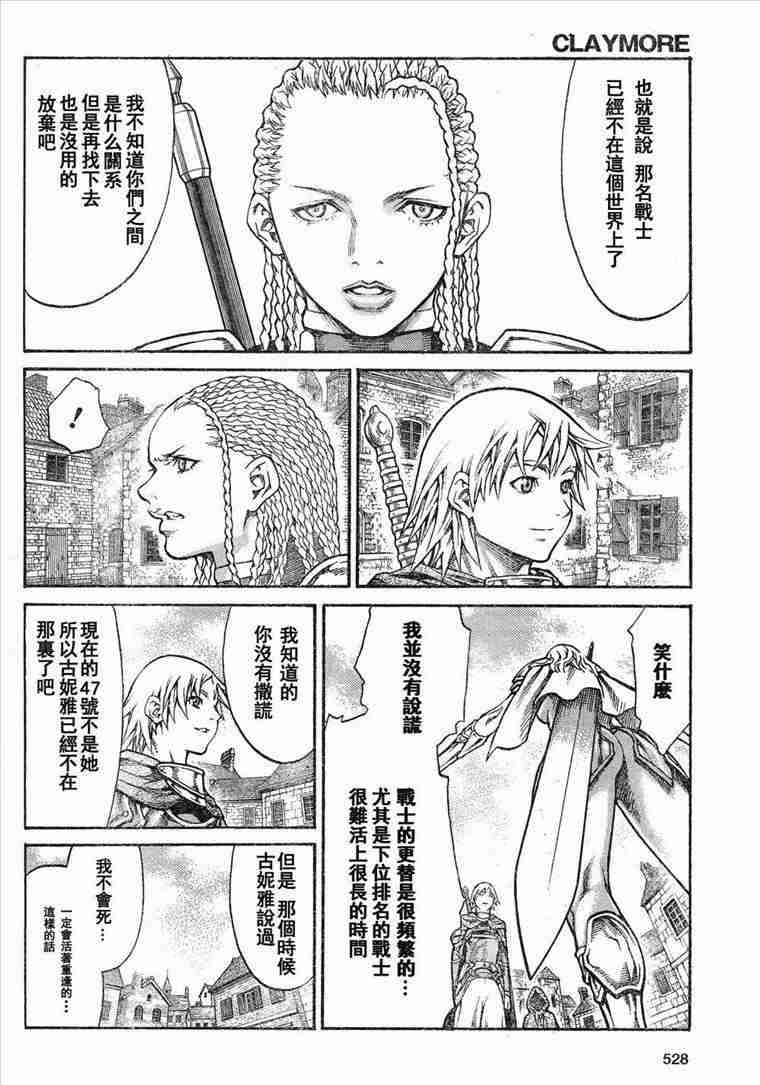 CLAYMORE
也就是說 那名戰士
已經不在這個世界上了
我不知道你們之間
是什么關系
但是再找下去
也是沒用的
放棄吧
！
笑什麽
我並沒有說謊
戰士的更替是很頻繁的…
尤其是下位排名的戰士
很難活上很長的時間
我知道的
你沒有撒謊
現在的47號不是她
所以古妮雅已經不在
那裏了吧
但是 那個時候
古妮雅說過
我不會死…
一定會活著重逢的…
這樣的話
528